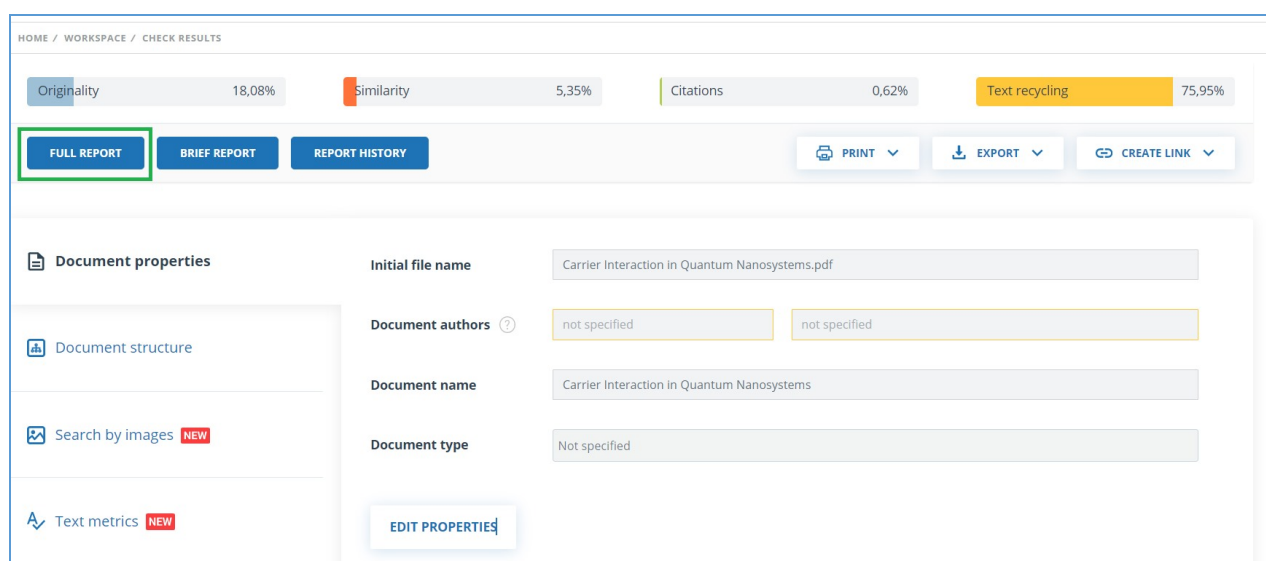 HOME / WORKSPACE / CHECK RESULTS
Originality 18,08% Similarity 5,35% Citations 0,62% Text recycling 75,95%
FULL REPORT BRIEF REPORT REPORT HISTORY PRINT EXPORT CREATE LINK
Document properties
Document structure
Search by images NEW
Text metrics NEW
Initial file name Carrier Interaction in Quantum Nanosystems.pdf
Document authors ? not specified not specified
Document name Carrier Interaction in Quantum Nanosystems
Document type Not specified
EDIT PROPERTIES